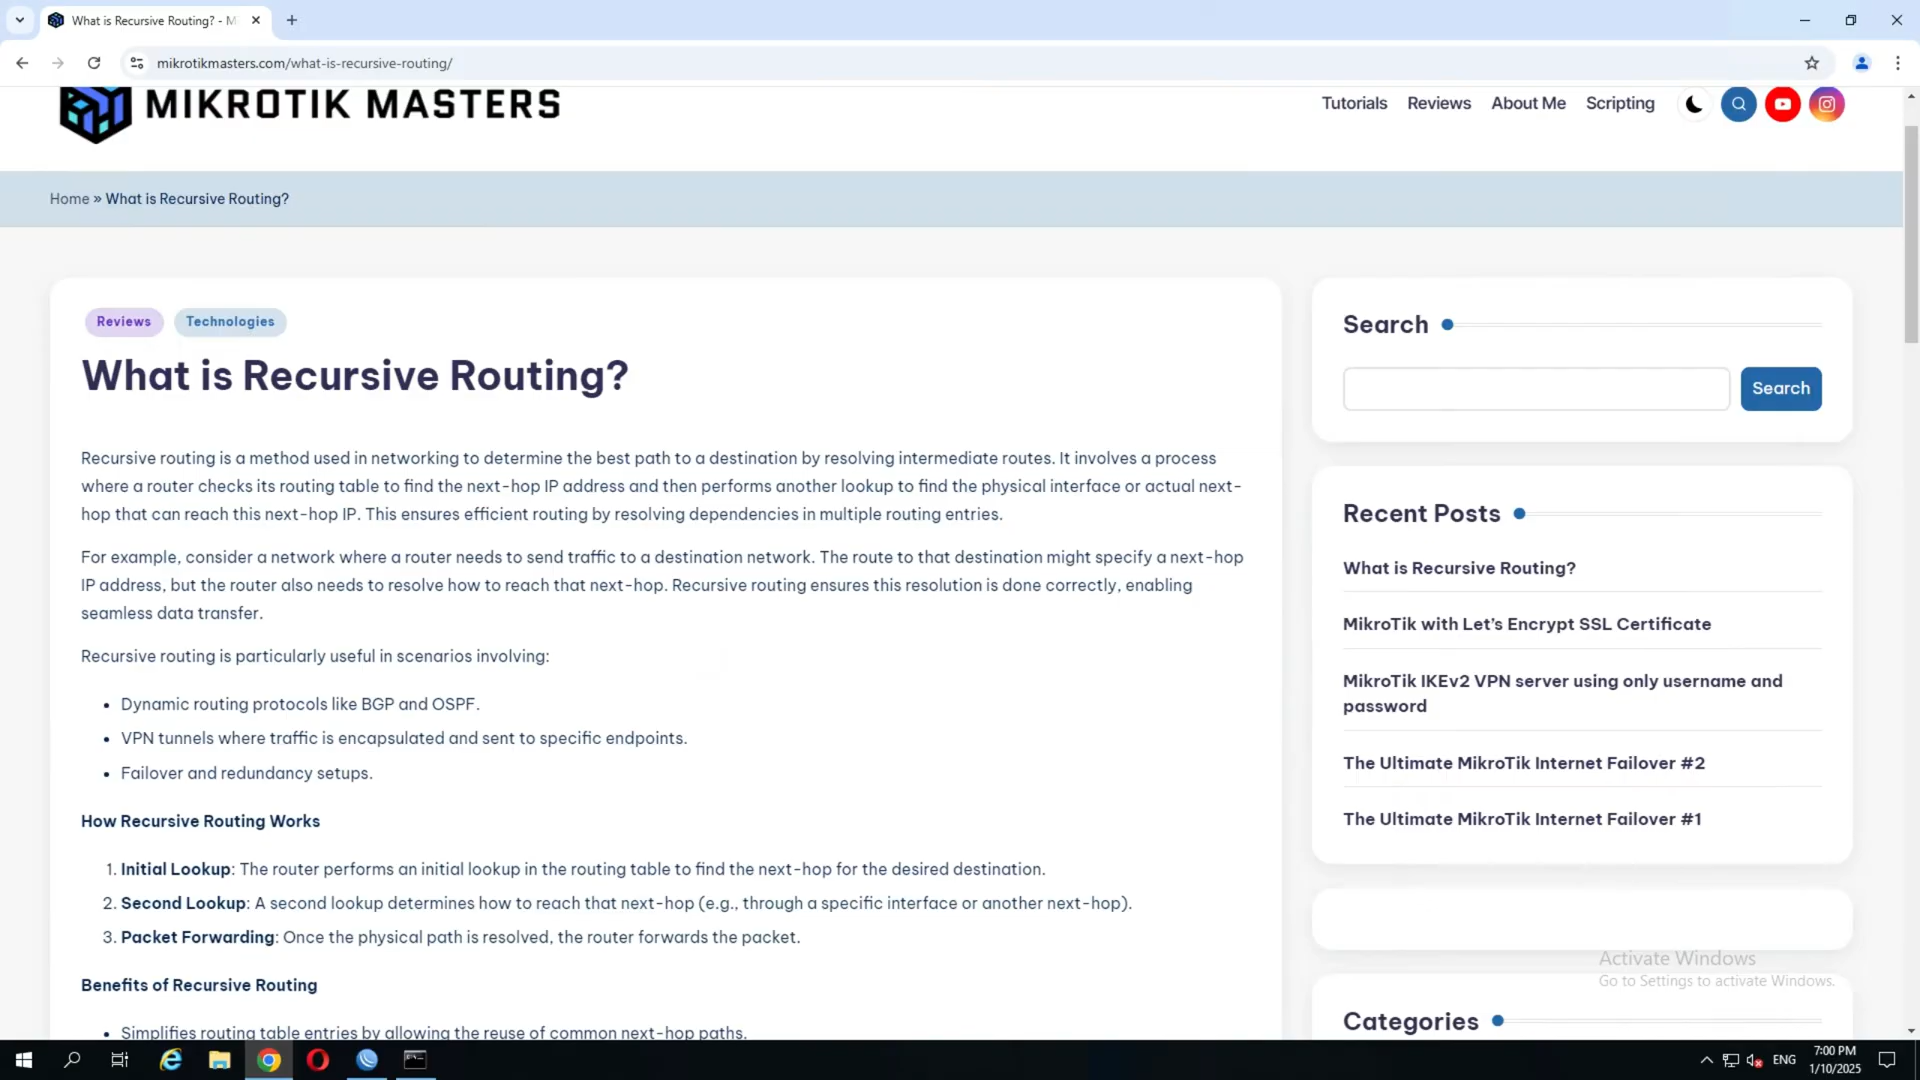 What is Recursive Routing? - M
mikrotikmasters.com/what-is-recursive-routing/
MIKROTIK MASTERS
Tutorials
Reviews
About Me
Scripting
Home » What is Recursive Routing?
Reviews
Technologies
What is Recursive Routing?
Recursive routing is a method used in networking to determine the best path to a destination by resolving intermediate routes. It involves a process
where a router checks its routing table to find the next-hop IP address and then performs another lookup to find the physical interface or actual next-
hop that can reach this next-hop IP. This ensures efficient routing by resolving dependencies in multiple routing entries.
For example, consider a network where a router needs to send traffic to a destination network. The route to that destination might specify a next-hop
IP address, but the router also needs to resolve how to reach that next-hop. Recursive routing ensures this resolution is done correctly, enabling
seamless data transfer.
Recursive routing is particularly useful in scenarios involving:
• Dynamic routing protocols like BGP and OSPF.
• VPN tunnels where traffic is encapsulated and sent to specific endpoints.
• Failover and redundancy setups.
How Recursive Routing Works
1. Initial Lookup: The router performs an initial lookup in the routing table to find the next-hop for the desired destination.
2. Second Lookup: A second lookup determines how to reach that next-hop (e.g., through a specific interface or another next-hop).
3. Packet Forwarding: Once the physical path is resolved, the router forwards the packet.
Benefits of Recursive Routing
• Simplifies routing table entries by allowing the reuse of common next-hop paths.
Search
Search
Recent Posts
What is Recursive Routing?
MikroTik with Let's Encrypt SSL Certificate
MikroTik IKEv2 VPN server using only username and
password
The Ultimate MikroTik Internet Failover #2
The Ultimate MikroTik Internet Failover #1
Categories
Activate Windows
Go to Settings to activate Windows.
ENG
7:00 PM
1/10/2025